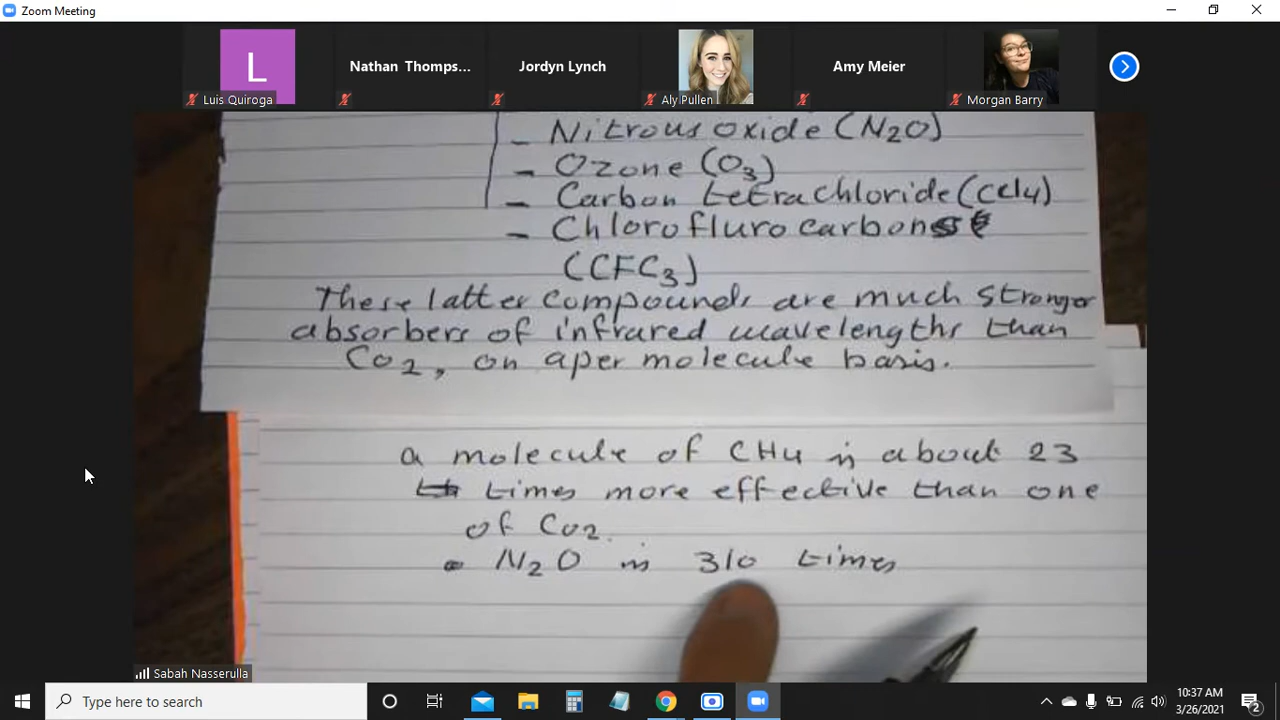 Zoom Meeting
L
Luis Quiroga
Nathan Thomps...
Jordyn Lynch
Aly Pullen
Amy Meier
Morgan Barry
- Nitrous oxide (N2O)
- Ozone (O3)
- Carbon tetrachloride (ccl4)
- Chlorofluro carbons
(CFC3)
These latter compounds are much stronger
absorbers of infrared wavelengths than
Co2, on a per molecule basis.
a molecule of CH4 is about 23
times more effective than one
of Co2.
- N2O is 310 times
Sabah Nasserulla
Type here to search
10:37 AM
3/26/2021
2